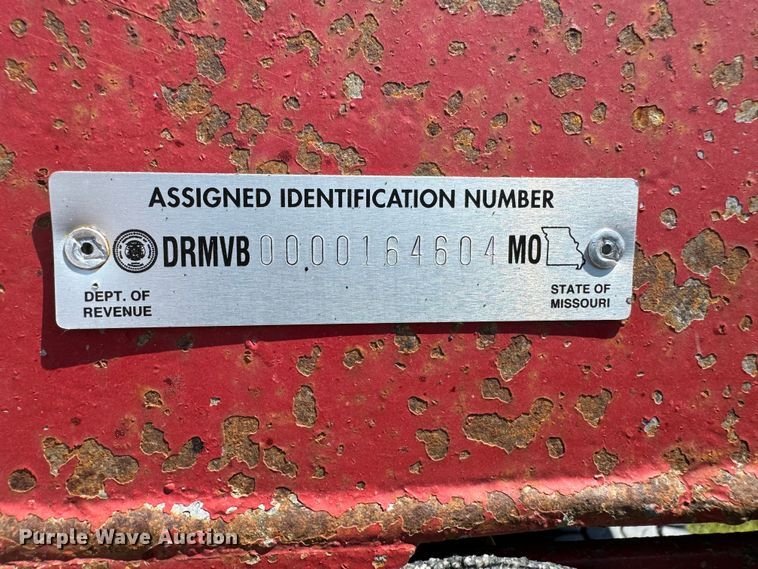 ASSIGNED IDENTIFICATION NUMBER
DRMVB 0000164604 MO
DEPT. OF
REVENUE
STATE OF
MISSOURI
Purple Wave Auction